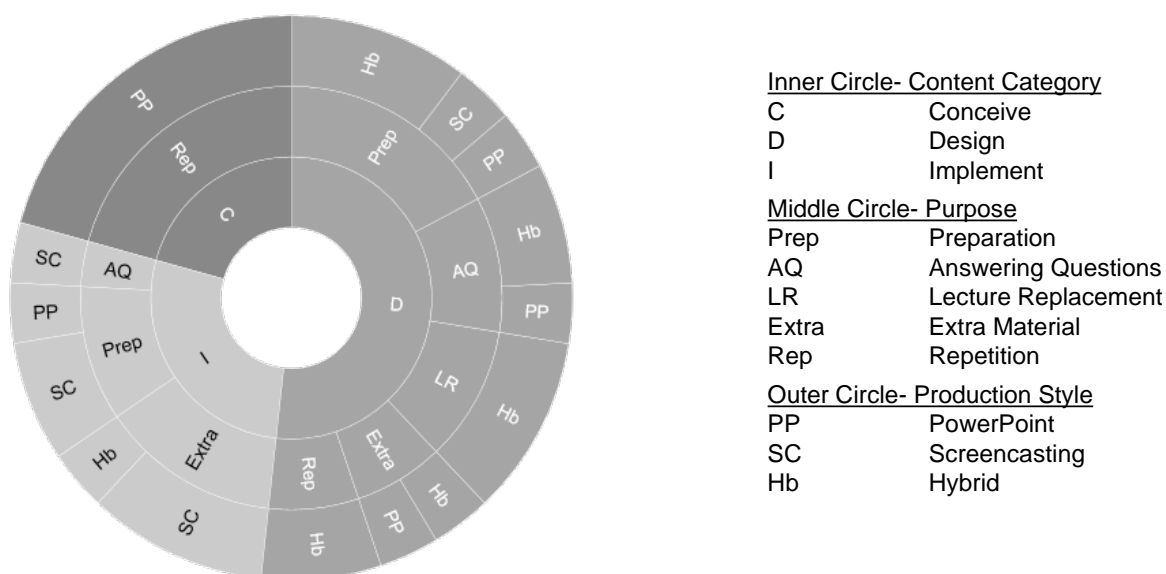 Hb
SC
PP
Prep
Hb
AQ
PP
D
LR
Hb
Extra
Hb
PP
Rep
Hb
C
Rep
PP
I
AQ
SC
Prep
PP
SC
Extra
Hb
SC
Inner Circle- Content Category
C Conceive
D Design
I Implement
Middle Circle- Purpose
Prep Preparation
AQ Answering Questions
LR Lecture Replacement
Extra Extra Material
Rep Repetition
Outer Circle- Production Style
PP PowerPoint
SC Screencasting
Hb Hybrid